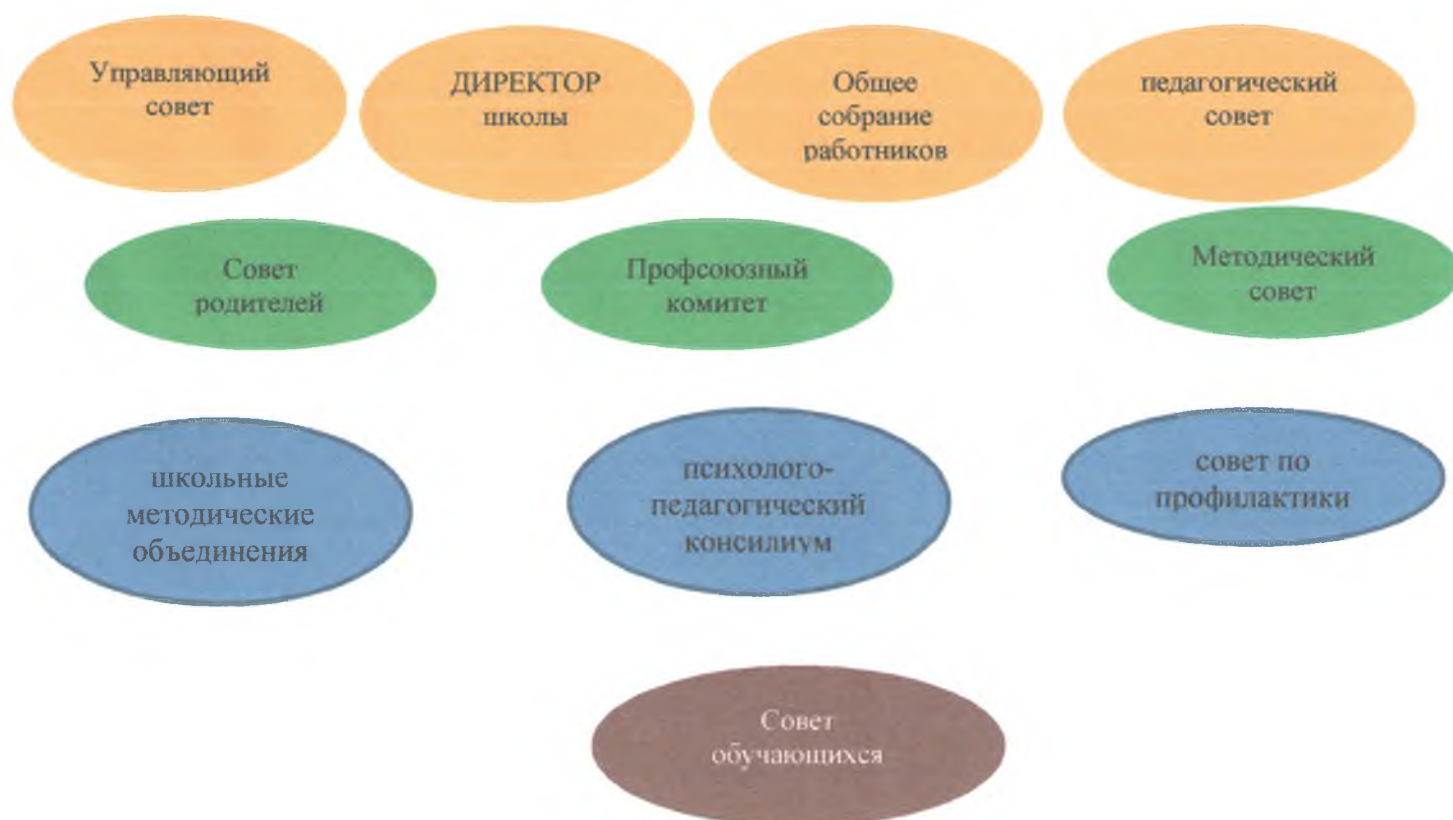 Управляющий
совет
ДИРЕКТОР
школы
Общее
собрание
работников
педагогический
совет
Совет
родителей
Профсоюзный
комитет
Методический
совет
школьные
методические
объединения
психолого-
педагогический
консилиум
совет по
профилактики
Совет
обучающихся